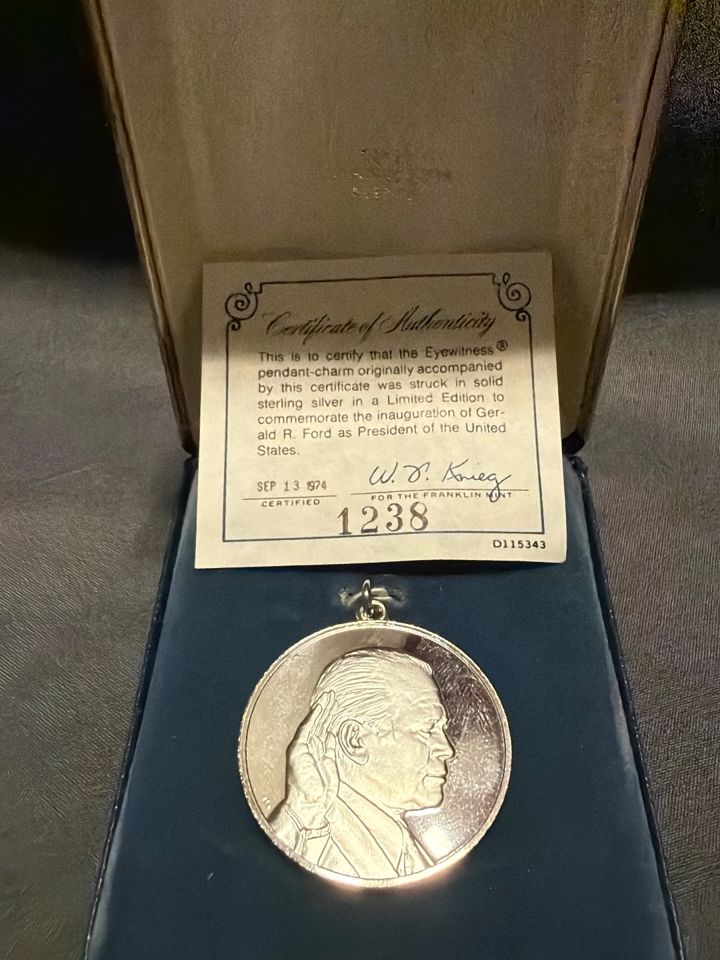 Certificate of Authenticity
This is to certify that the Eyewitness®
pendant-charm originally accompanied
by this certificate was struck in solid
sterling silver in a Limited Edition to
commemorate the inauguration of Ger-
ald R. Ford as President of the United
States.
SEP 13 1974
CERTIFIED
W. F. Krieg
FOR THE FRANKLIN MINT
1238
D115343